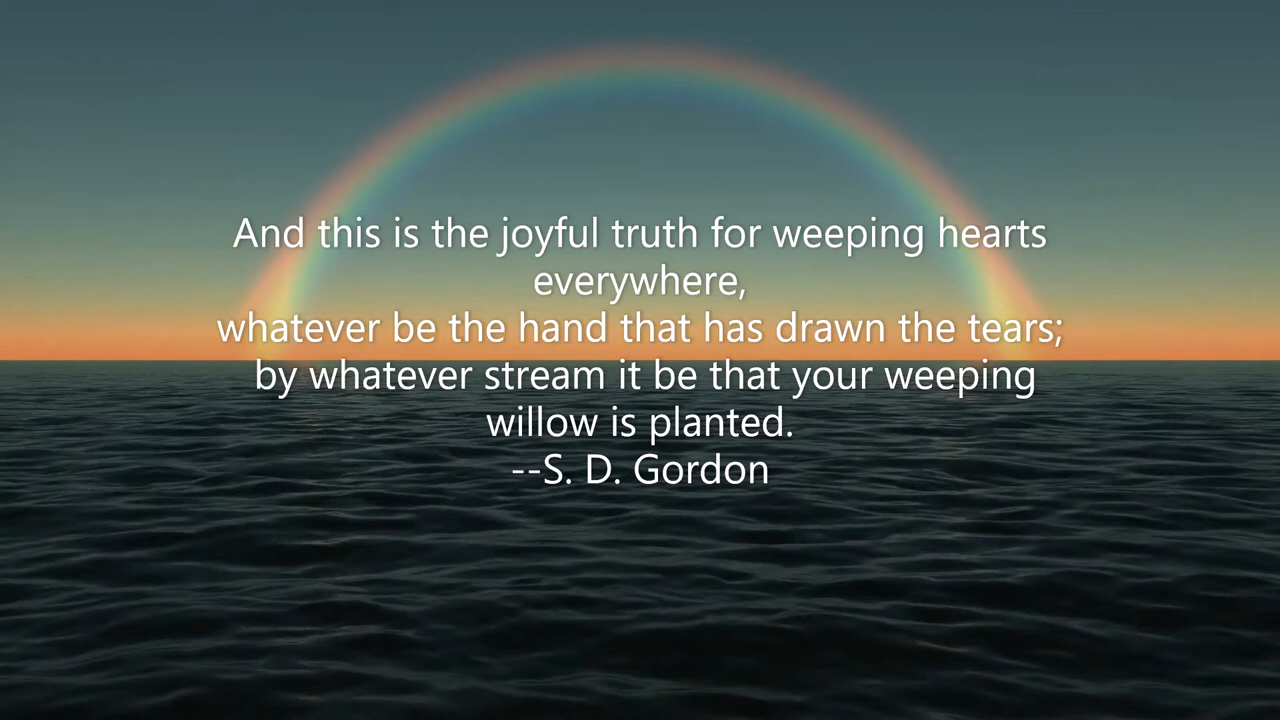 And this is the joyful truth for weeping hearts
everywhere,
whatever be the hand that has drawn the tears;
by whatever stream it be that your weeping
willow is planted.
--S. D. Gordon